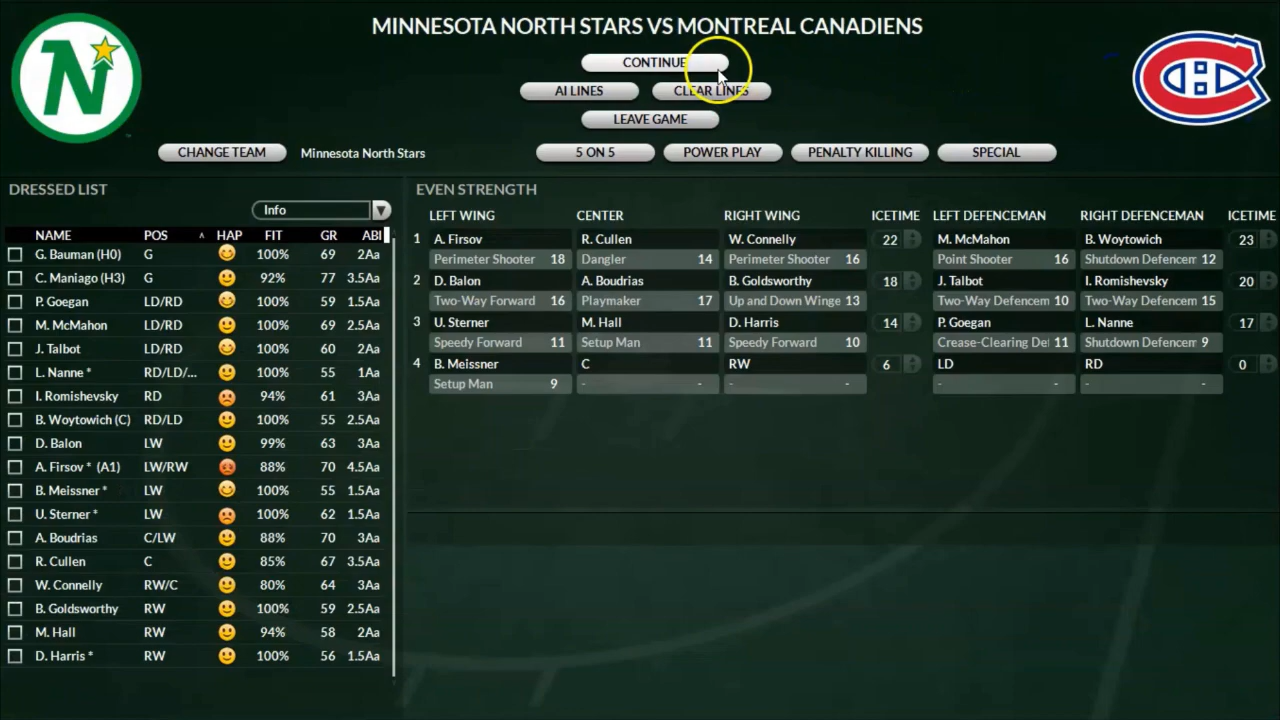 MINNESOTA NORTH STARS VS MONTREAL CANADIENS
CONTINUE
AI LINES CLEAR LINES
LEAVE GAME
CHANGE TEAM Minnesota North Stars 5 ON 5 POWER PLAY PENALTY KILLING SPECIAL
DRESSED LIST
Info
NAME POS HAP FIT GR ABI
G. Bauman (H0) G 100% 69 2Aa
C. Maniago (H3) G 92% 77 3.5Aa
P. Goegan LD/RD 100% 59 1.5Aa
M. McMahon LD/RD 100% 69 2.5Aa
J. Talbot LD/RD 100% 60 2Aa
L. Nanne * RD/LD/... 100% 55 1Aa
I. Romishevsky RD 94% 61 3Aa
B. Woytowich (C) RD/LD 100% 55 2.5Aa
D. Balon LW 99% 63 3Aa
A. Firsov * (A1) LW/RW 88% 70 4.5Aa
B. Meissner * LW 100% 55 1.5Aa
U. Sterner * LW 100% 62 1.5Aa
A. Boudrias C/LW 88% 70 3Aa
R. Cullen C 85% 67 3.5Aa
W. Connelly RW/C 80% 64 3Aa
B. Goldsworthy RW 100% 59 2.5Aa
M. Hall RW 94% 58 2Aa
D. Harris * RW 100% 56 1.5Aa
EVEN STRENGTH
LEFT WING CENTER RIGHT WING ICETIME LEFT DEFENCEMAN RIGHT DEFENCEMAN ICETIME
1 A. Firsov R. Cullen W. Connelly 22 M. McMahon B. Woytowich 23
Perimeter Shooter 18 Dangler 14 Perimeter Shooter 16 Point Shooter 16 Shutdown Defencem 12
2 D. Balon A. Boudrias B. Goldsworthy 18 J. Talbot I. Romishevsky 20
Two-Way Forward 16 Playmaker 17 Up and Down Winge 13 Two-Way Defencem 10 Two-Way Defencem 15
3 U. Sterner M. Hall D. Harris 14 P. Goegan L. Nanne 17
Speedy Forward 11 Setup Man 11 Speedy Forward 10 Crease-Clearing De 11 Shutdown Defencem 9
4 B. Meissner C RW 6 LD RD 0
Setup Man 9 - - - - - - - -